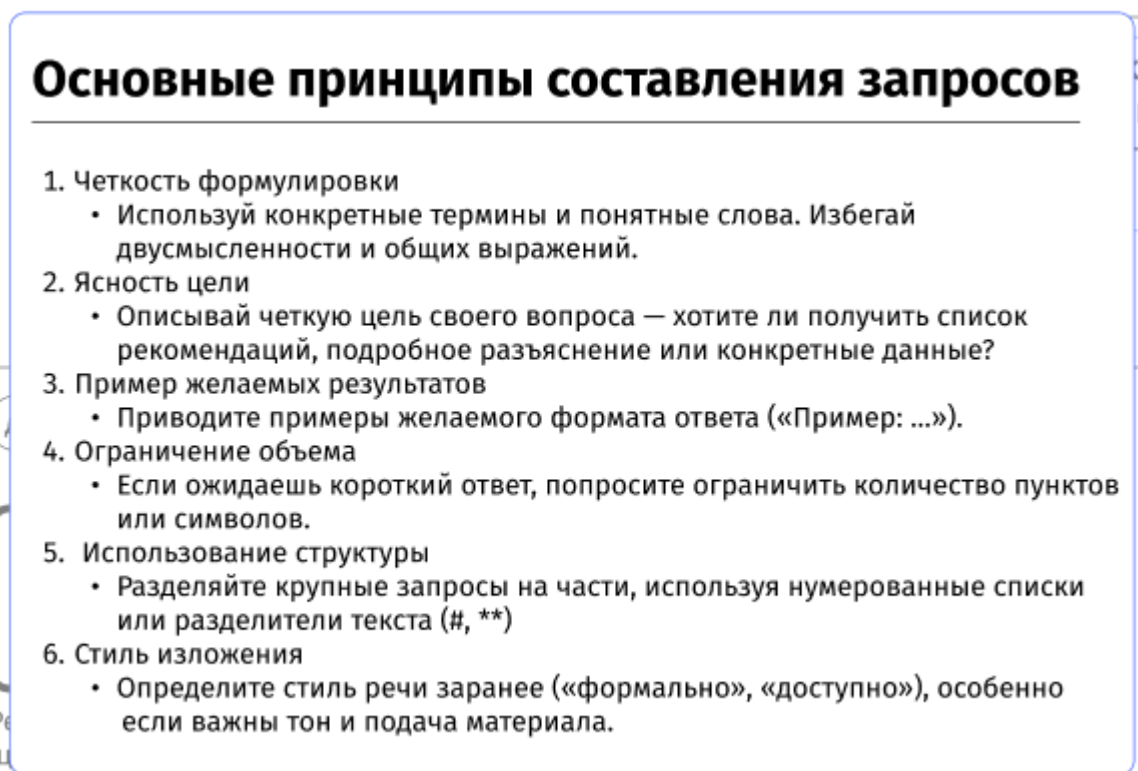 Основные принципы составления запросов
1. Четкость формулировки
• Используй конкретные термины и понятные слова. Избегай
двусмысленности и общих выражений.
2. Ясность цели
• Описывай четкую цель своего вопроса — хотите ли получить список
рекомендаций, подробное разъяснение или конкретные данные?
3. Пример желаемых результатов
• Приводите примеры желаемого формата ответа («Пример: ...»).
4. Ограничение объема
• Если ожидаешь короткий ответ, попросите ограничить количество пунктов
или символов.
5. Использование структуры
• Разделяйте крупные запросы на части, используя нумерованные списки
или разделители текста (#, **)
6. Стиль изложения
• Определите стиль речи заранее («формально», «доступно»), особенно
если важны тон и подача материала.